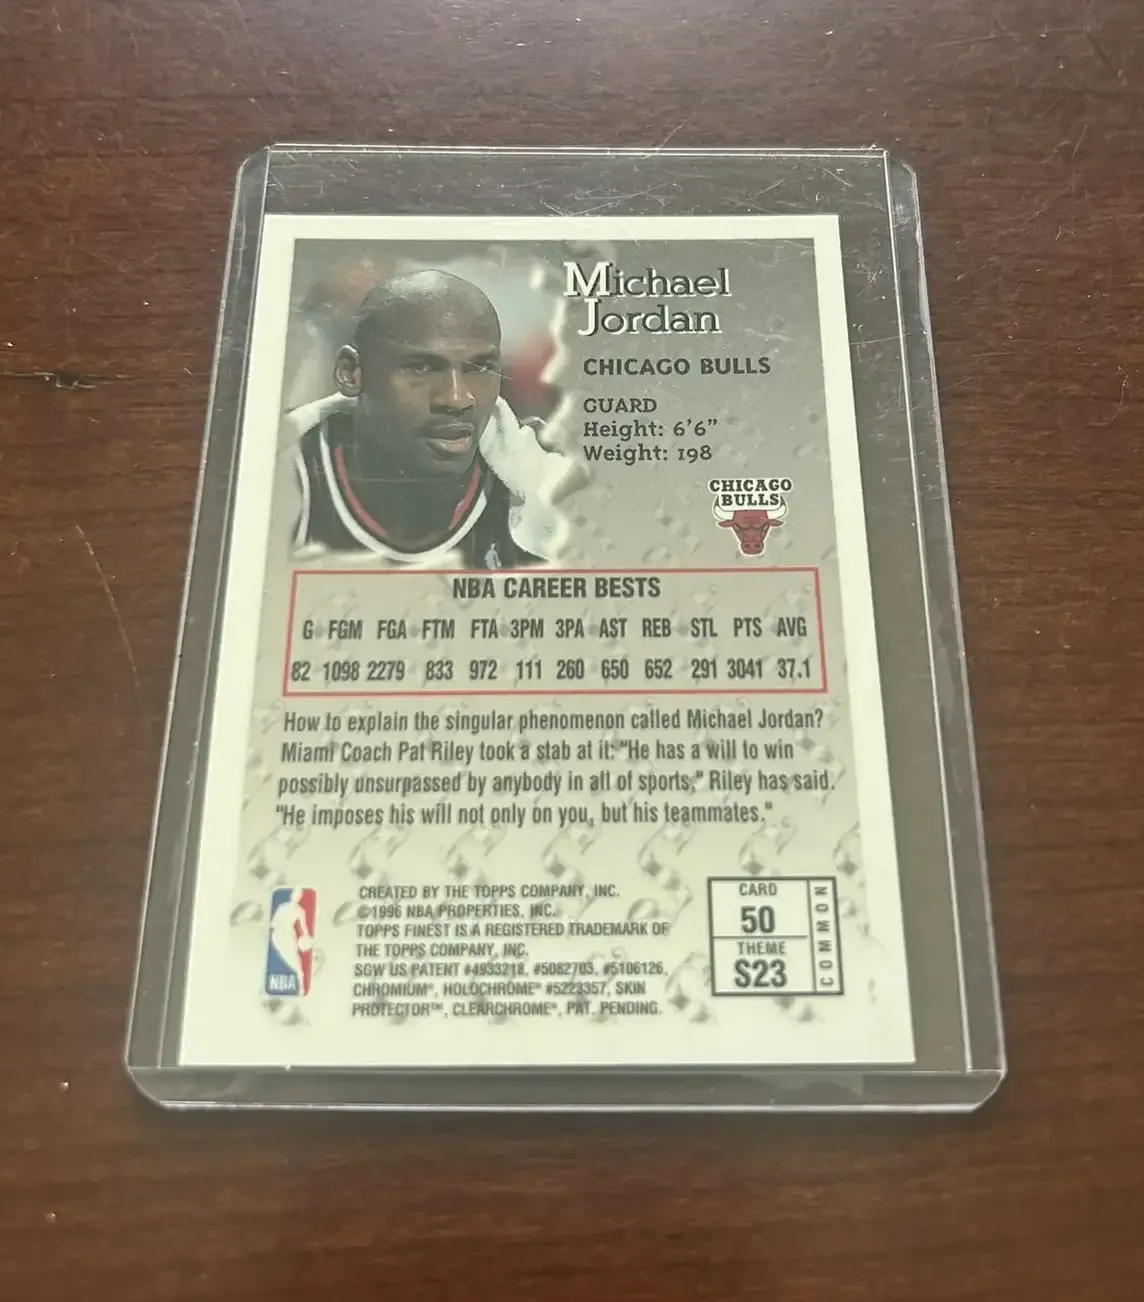 Michael
Jordan
CHICAGO BULLS
GUARD
Height: 6'6"
Weight: 198
CHICAGO
BULLS
NBA CAREER BESTS
G FGM FGA FTM FTA 3PM 3PA AST REB STL PTS AVG
82 1098 2279 833 972 111 260 650 652 291 3041 37.1
How to explain the singular phenomenon called Michael Jordan?
Miami Coach Pat Riley took a stab at it: "He has a will to win
possibly unsurpassed by anybody in all of sports," Riley has said.
"He imposes his will not only on you, but his teammates."
CREATED BY THE TOPPS COMPANY, INC.
©1996 NBA PROPERTIES, INC.
TOPPS FINEST IS A REGISTERED TRADEMARK OF
THE TOPPS COMPANY, INC.
SGW US PATENT #4933218, #5082703, #5106126,
CHROMIUM®, HOLOCHROME® #5223357, SKIN
PROTECTOR™, CLEARCHROME®, PAT. PENDING.
NBA
CARD
50
THEME
S23
COMMON